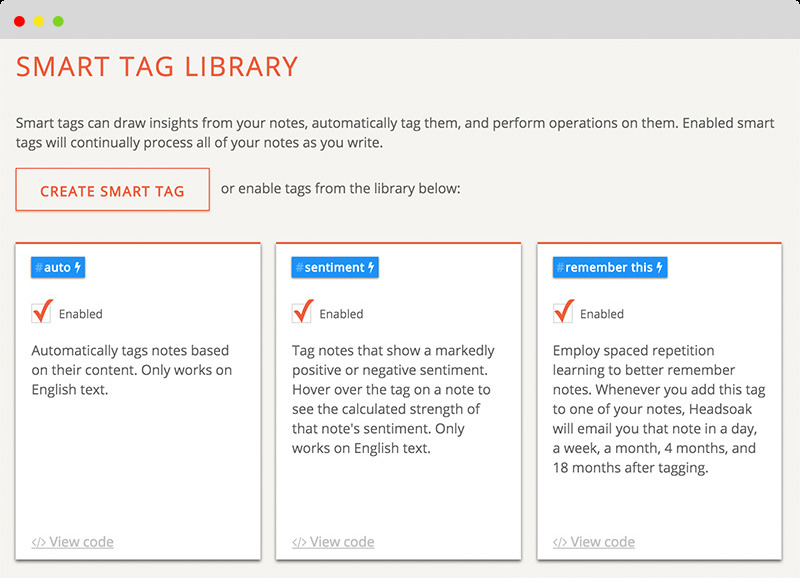 SMART TAG LIBRARY
Smart tags can draw insights from your notes, automatically tag them, and perform operations on them. Enabled smart
tags will continually process all of your notes as you write.
CREATE SMART TAG
or enable tags from the library below:
#auto
Enabled
Automatically tags notes based
on their content. Only works on
English text.
</> View code
#sentiment
Enabled
Tag notes that show a markedly
positive or negative sentiment.
Hover over the tag on a note to
see the calculated strength of
that note's sentiment. Only
works on English text.
</> View code
#remember this
Enabled
Employ spaced repetition
learning to better remember
notes. Whenever you add this tag
to one of your notes, Headsoak
will email you that note in a day,
a week, a month, 4 months, and
18 months after tagging.
</> View code